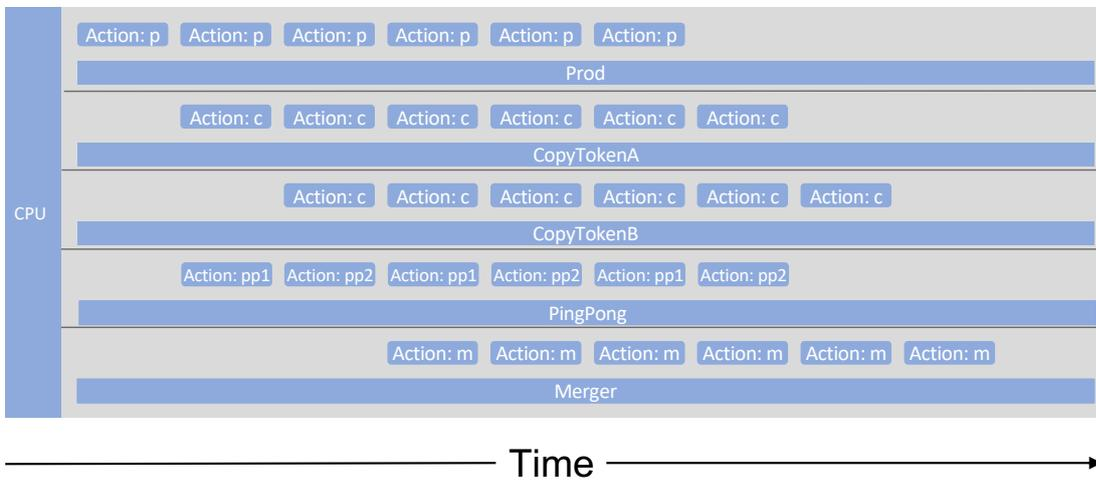 Action: p Action: p Action: p Action: p Action: p Action: p
Prod
Action: c Action: c Action: c Action: c Action: c Action: c
CopyTokenA
CPU
Action: c Action: c Action: c Action: c Action: c Action: c
CopyTokenB
Action: pp1 Action: pp2 Action: pp1 Action: pp2 Action: pp1 Action: pp2
PingPong
Action: m Action: m Action: m Action: m Action: m Action: m
Merger
Time